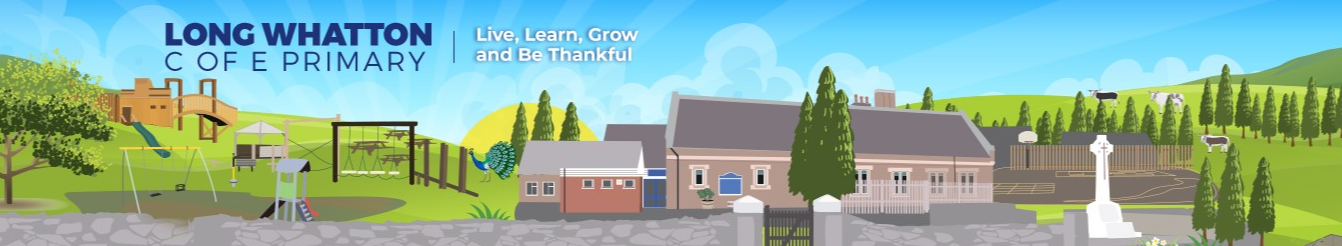 LONG WHATTON
C OF E PRIMARY
Live, Learn, Grow
and Be Thankful